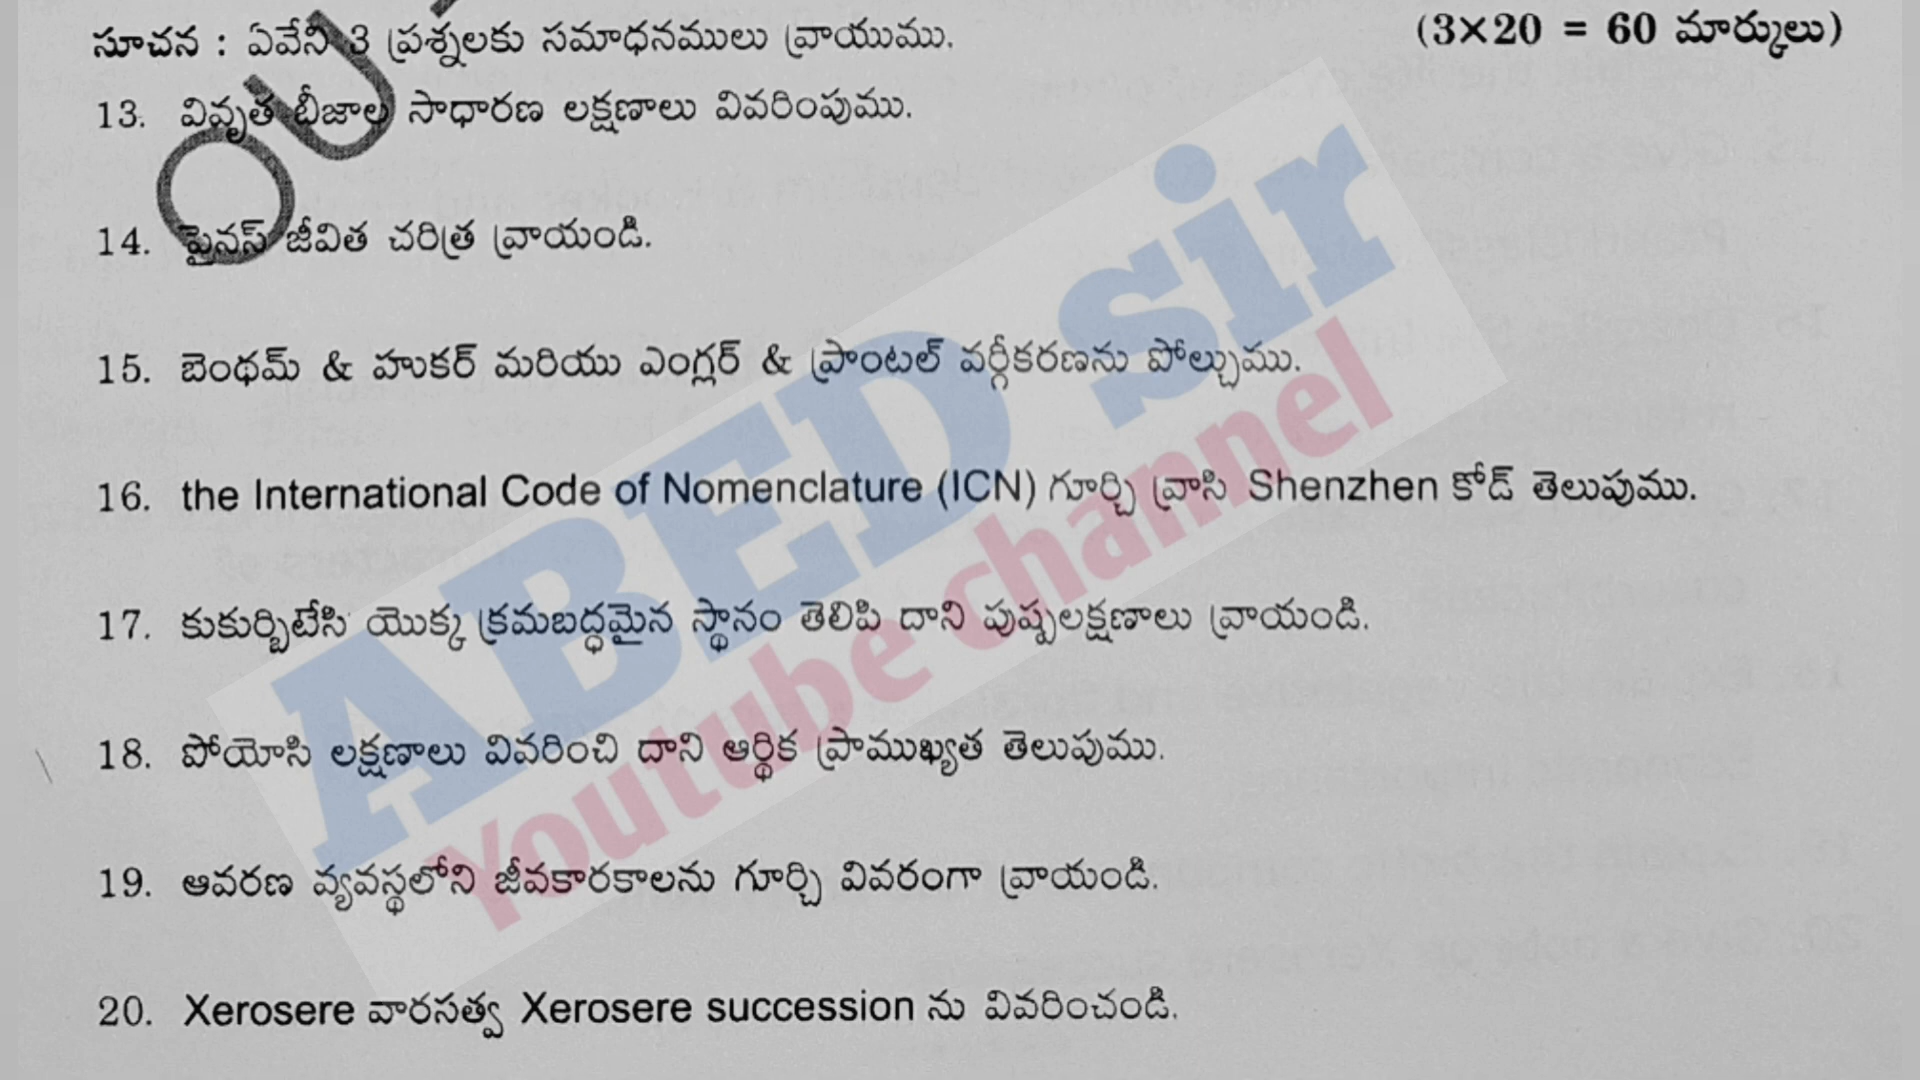 సూచన : ఏవేని 3 ప్రశ్నలకు సమాధనములు వ్రాయుము. (3×20 = 60 మార్కులు)
13. వివృత బీజాల సాధారణ లక్షణాలు వివరింపుము.
OU
14. పైనస్ జీవిత చరిత్ర వ్రాయండి.
15. బెంథమ్ & హుకర్ మరియు ఎంగ్లర్ & ప్రాంటల్ వర్గీకరణను పోల్చుము.
16. the International Code of Nomenclature (ICN) గూర్చి వ్రాసి Shenzhen కోడ్ తెలుపుము.
17. కుకుర్బిటేసి యొక్క క్రమబద్ధమైన స్థానం తెలిపి దాని పుష్పలక్షణాలు వ్రాయండి.
18. పోయేసి లక్షణాలు వివరించి దాని ఆర్థిక ప్రాముఖ్యత తెలుపుము.
19. ఆవరణ వ్యవస్థలోని జీవకారకాలను గూర్చి వివరంగా వ్రాయండి.
20. Xerosere వారసత్వ Xerosere succession ను వివరించండి.
ABED sir
Youtube channel